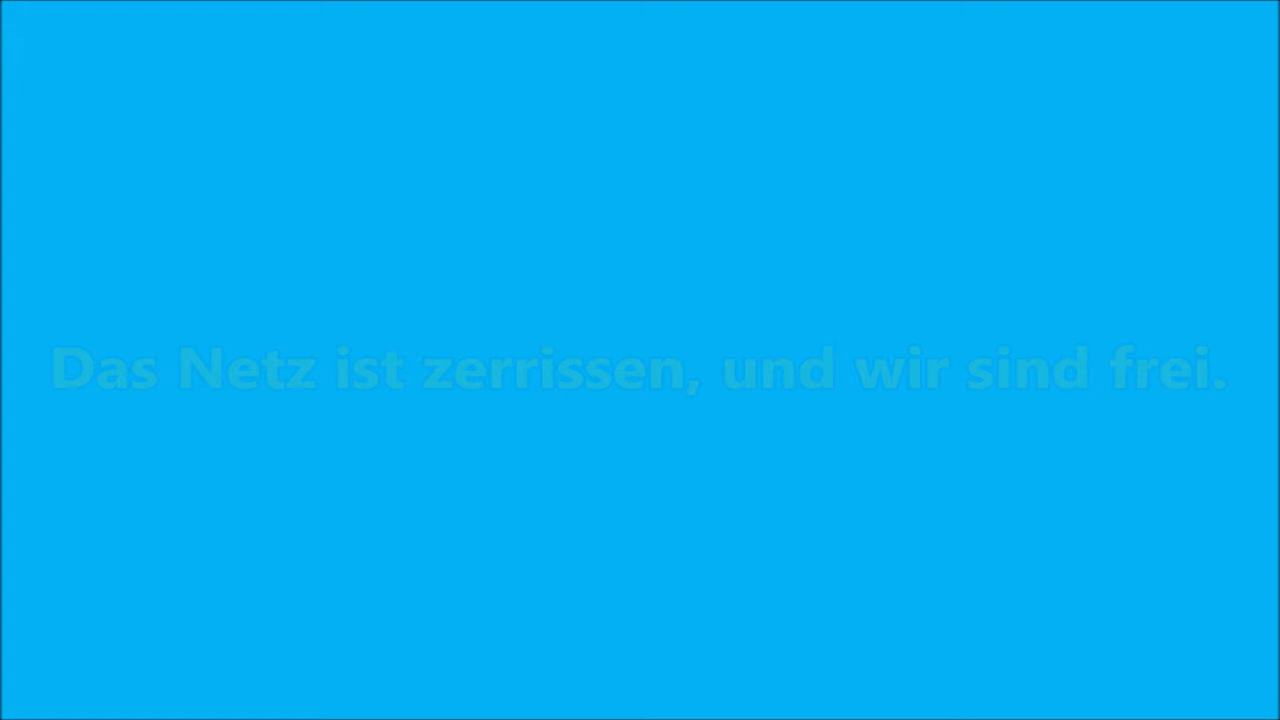 Das Netz ist zerrissen, und wir sind frei.